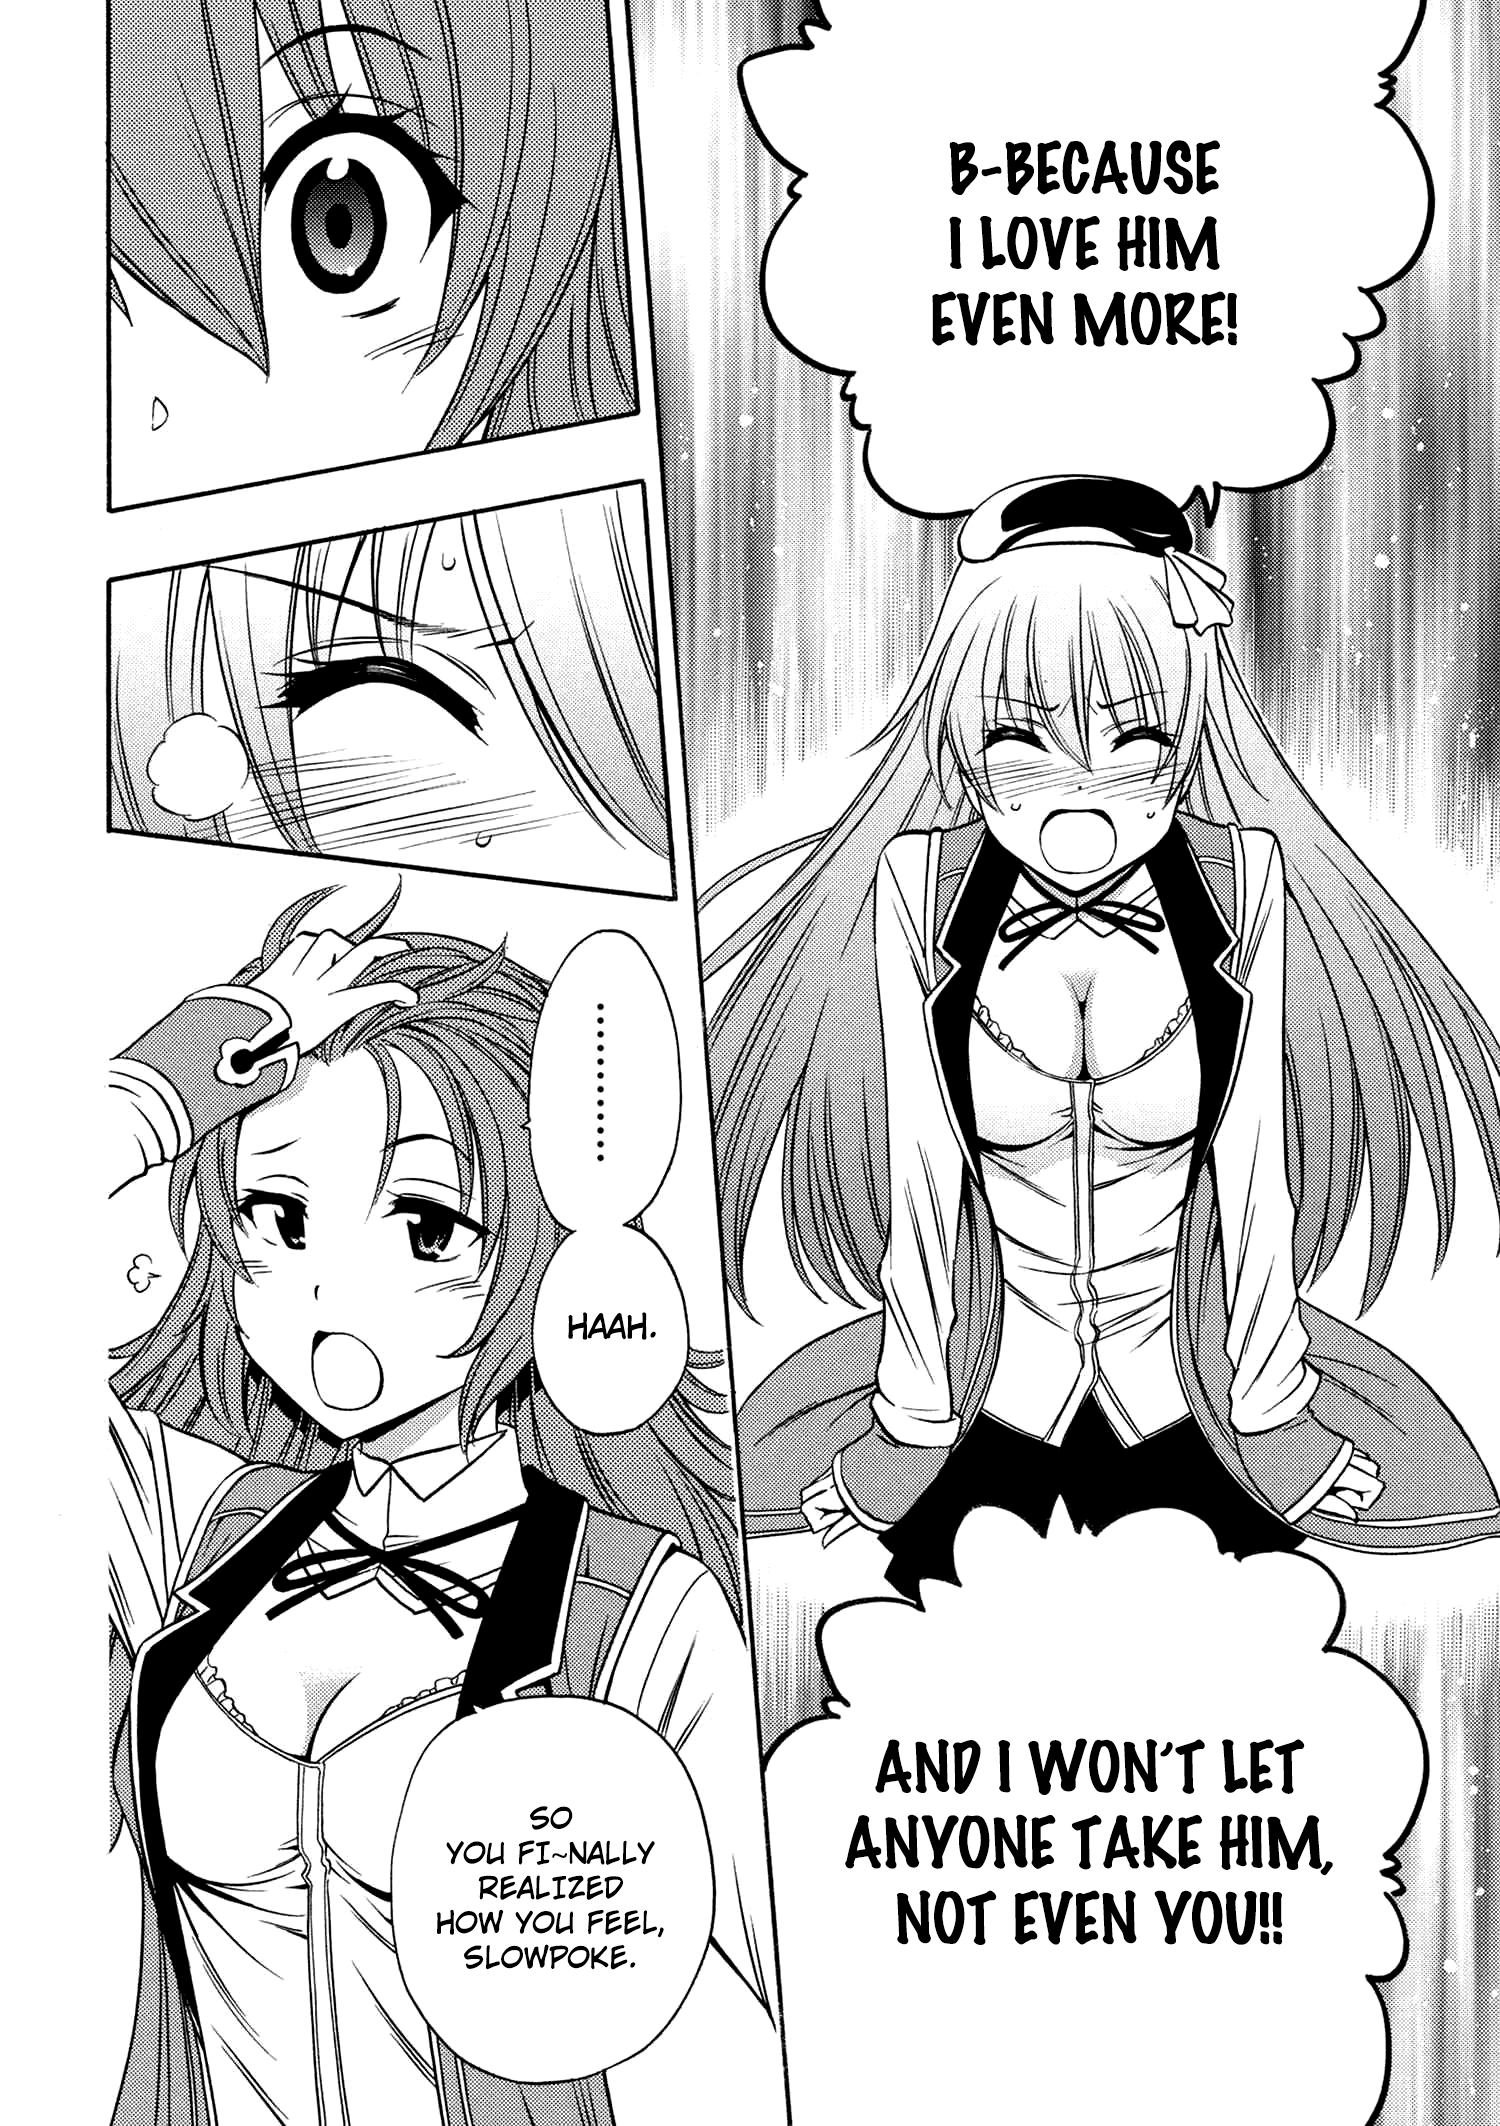 B-BECAUSE
I LOVE HIM
EVEN MORE!
AND I WON'T LET
ANYONE TAKE HIM,
NOT EVEN YOU!!
.........
HAAH.
SO
YOU FI~NALLY
REALIZED
HOW YOU FEEL,
SLOWPOKE.